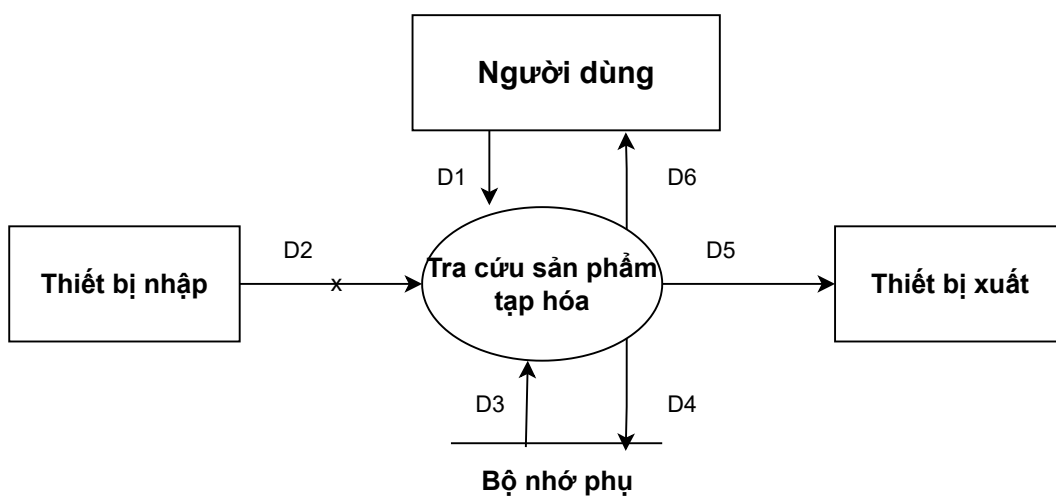 Người dùng
D1
D6
D2
D5
Thiết bị nhập
x
Tra cứu sản phẩm
tạp hóa
Thiết bị xuất
D3
D4
Bộ nhớ phụ